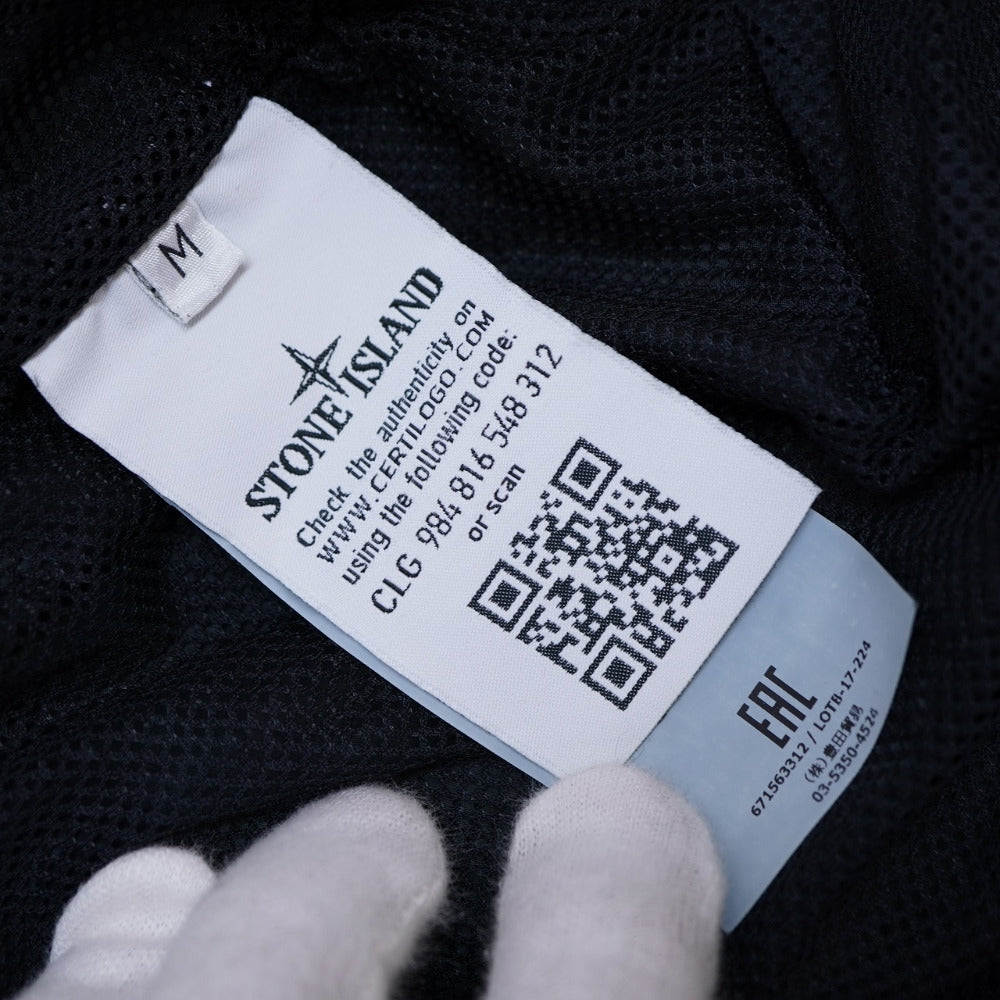 M
STONE ISLAND
Check the authenticity on
WWW.CERTILOGO.COM
using the following code:
CLG 984 816 548 312
or scan
EAC
671563312 / LOTB-17-224
(株)豊田貿易
03-5350-4524